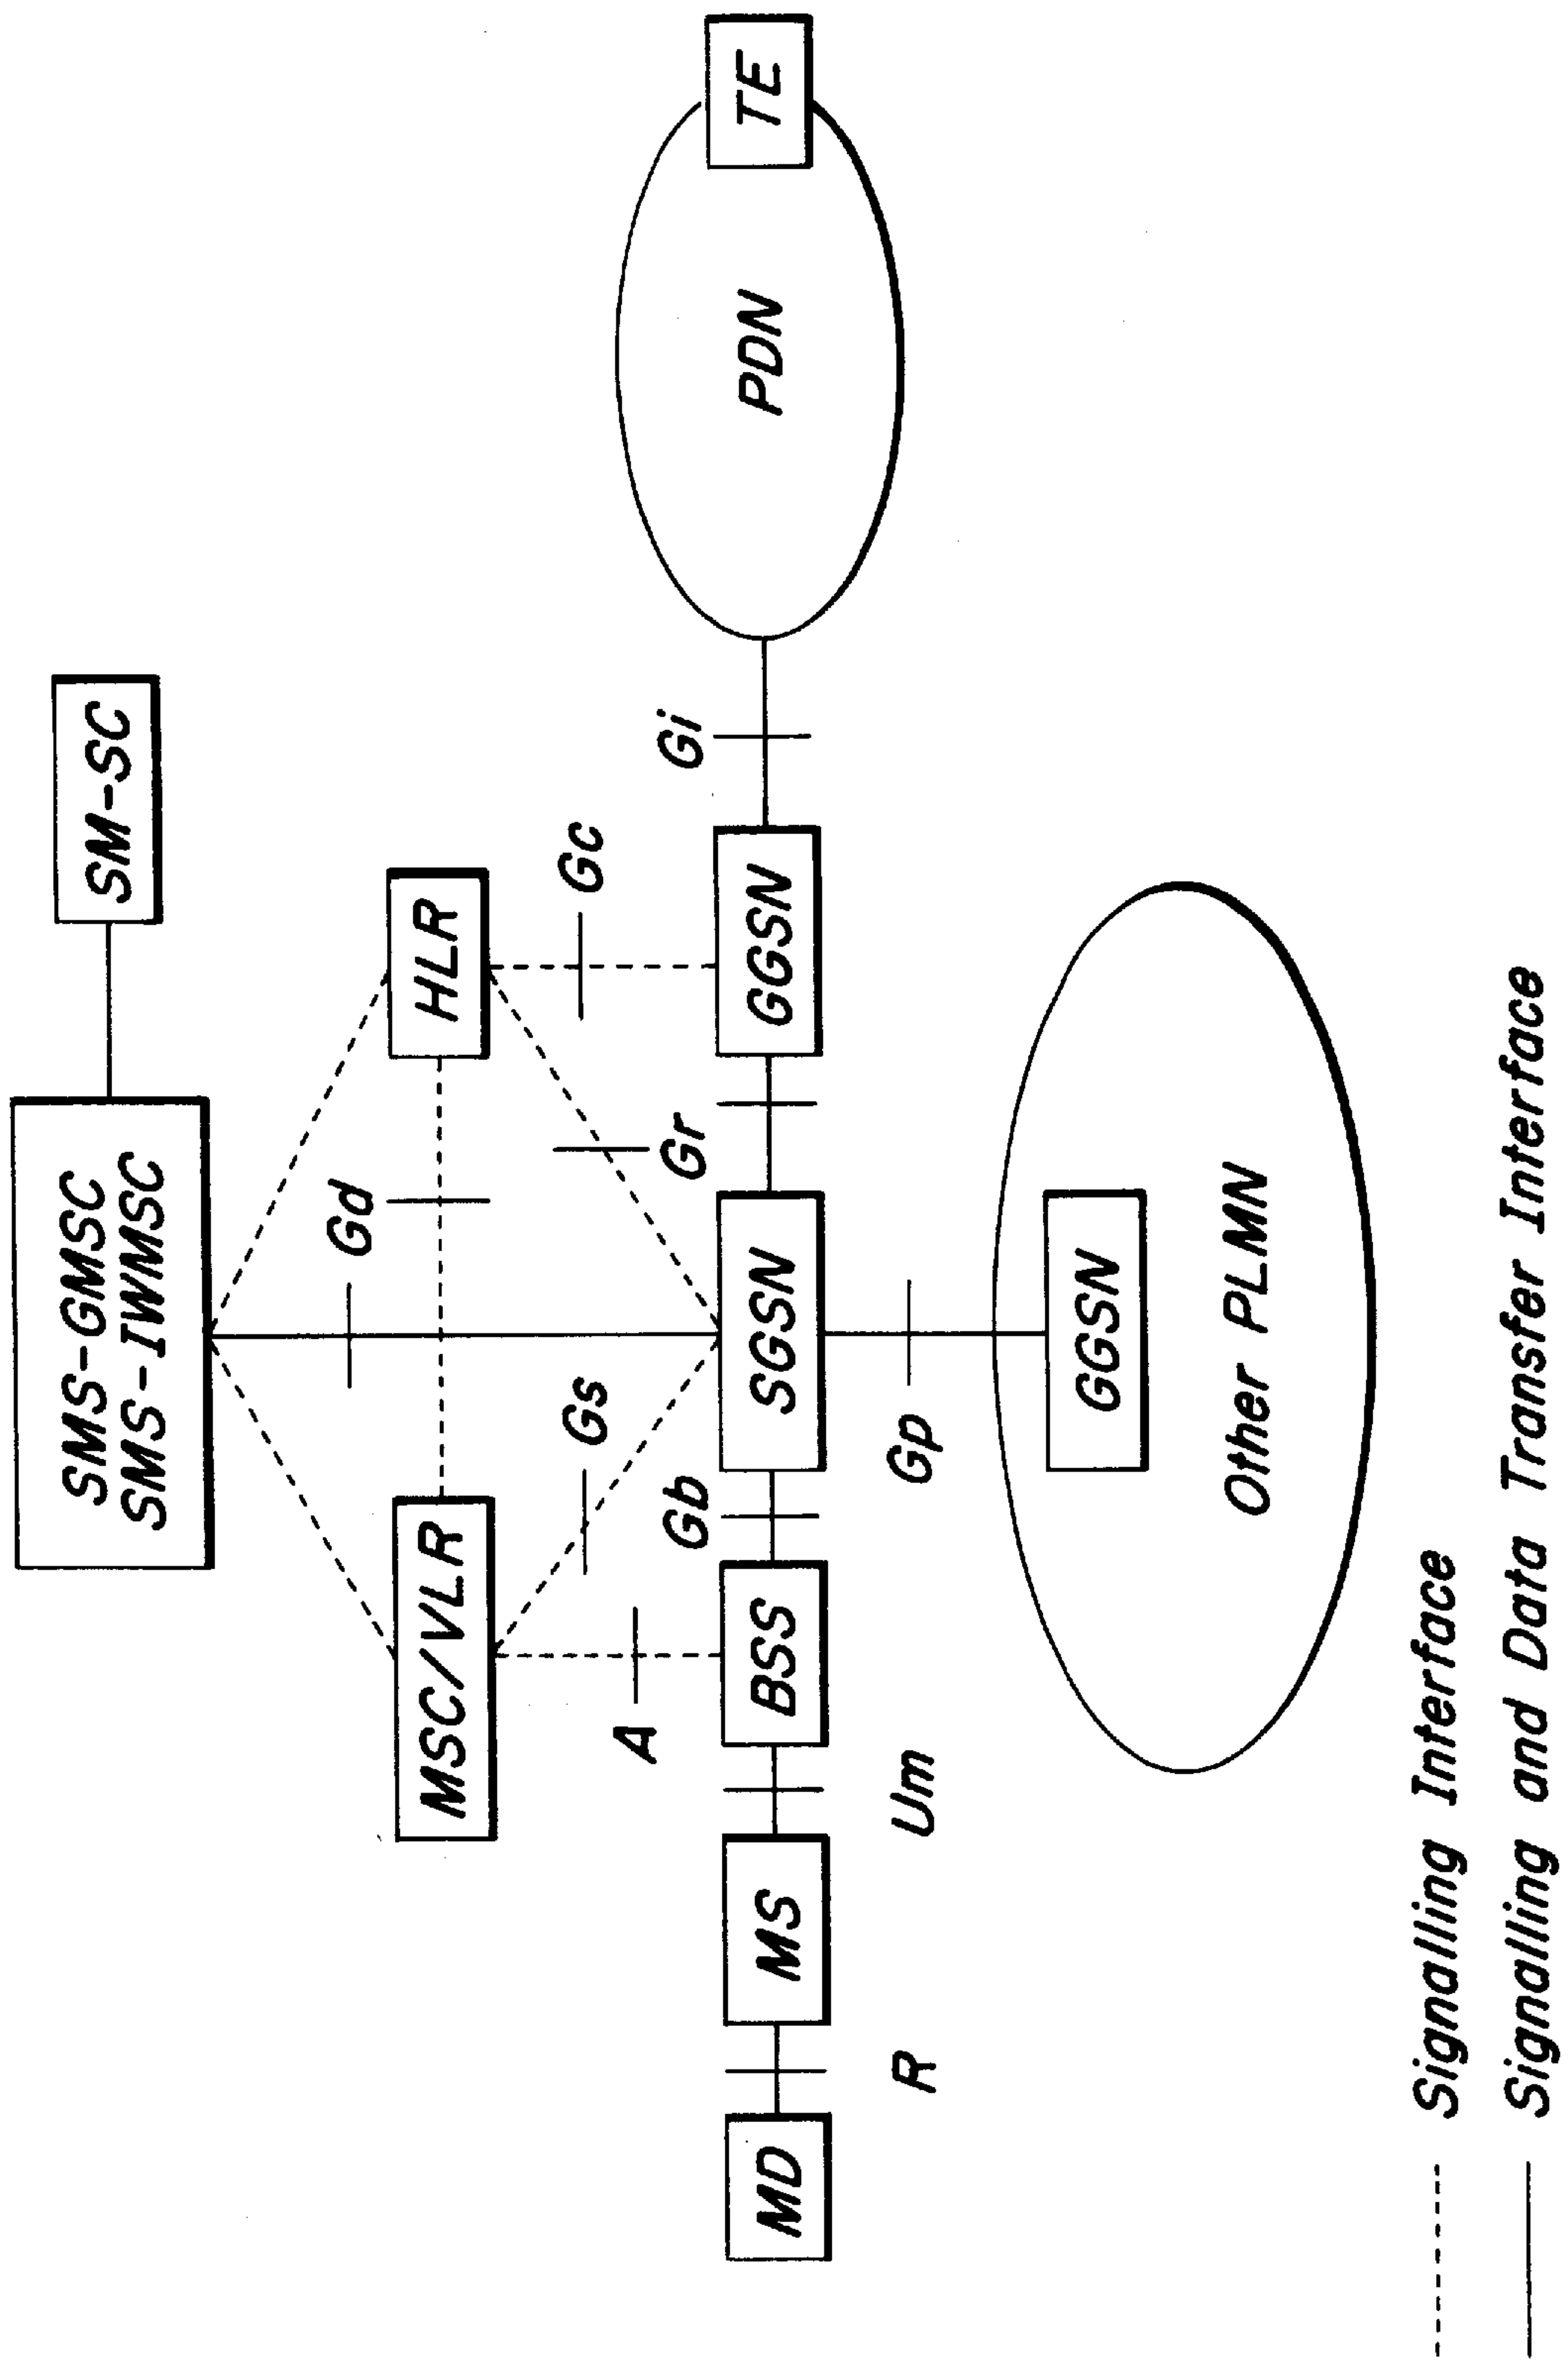 SM-SC
SMS-GMSC
SMS-IWMSC
Gd
MSC/VLR
HLR
Gs
Gc
A
Gb
Gr
Gi
MD
MS
BSS
SGSN
GGSN
PDN
TE
R
Um
Gp
GGSN
Other PLMN
Signalling Interface
Signalling and Data Transfer Interface